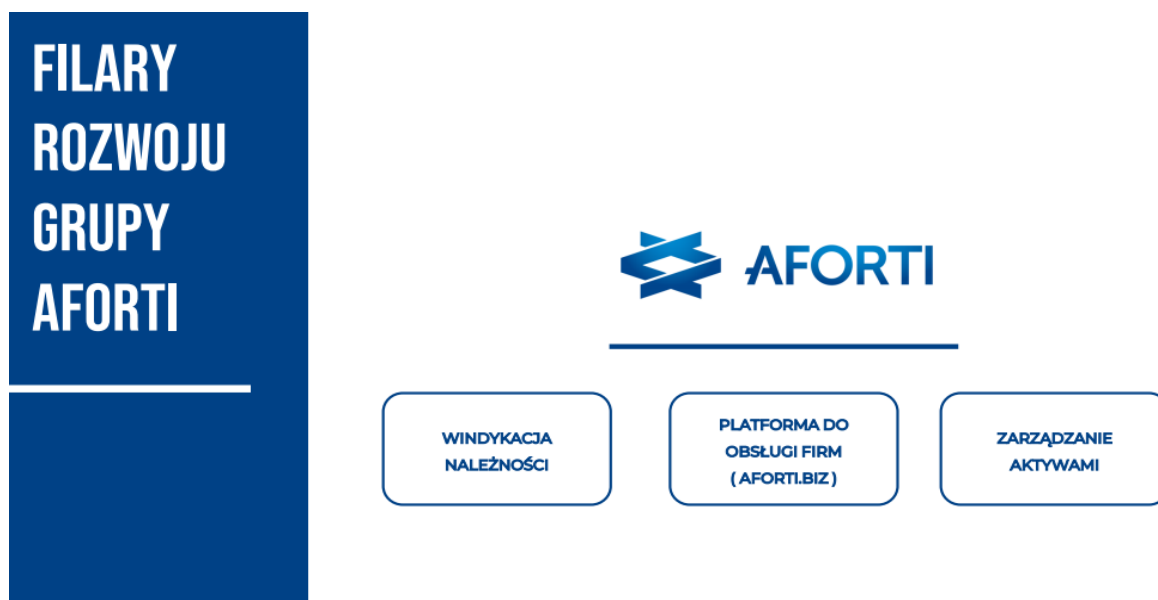 FILARY
ROZWOJU
GRUPY
AFORTI
AFORTI
WINDYKACJA
NALEŻNOŚCI
PLATFORMA DO
OBSŁUGI FIRM
( AFORTI.BIZ )
ZARZĄDZANIE
AKTYWAMI